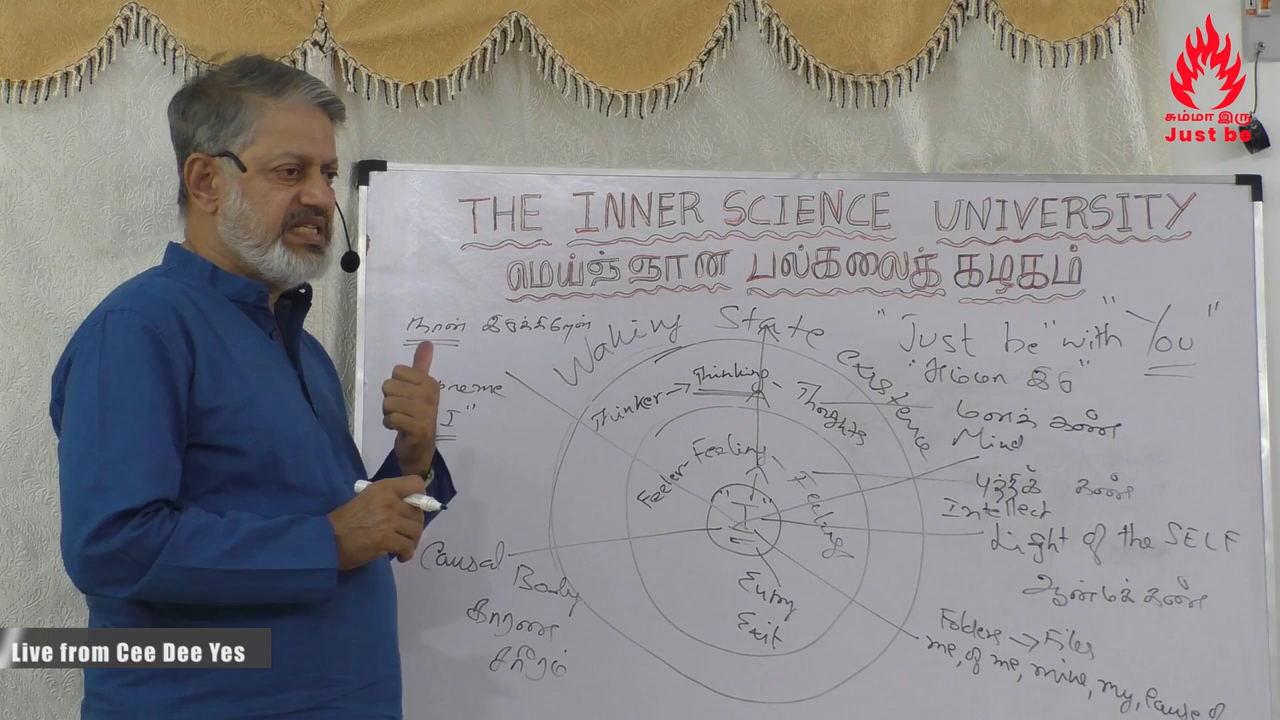 சும்மா இரு
Just be
THE INNER SCIENCE UNIVERSITY
மெய்ஞ்ஞான பல்கலைக் கழகம்
நான் இருக்கிறேன்
Waking State Existence
"Just be" with "YOU"
"சும்மா இரு"
"I"
Thinker → Thinking - Thoughts
மனக் கண்
Mind
Feeler - Feeling - Feeling
புத்திக் கண்
Intellect
"I"
Light of the SELF
ஆன்மக் கண்
Causal Body
காரண
சரீரம்
Entry
Exit
Folders → Files
me, of me, mine, my, cause of
Live from Cee Dee Yes